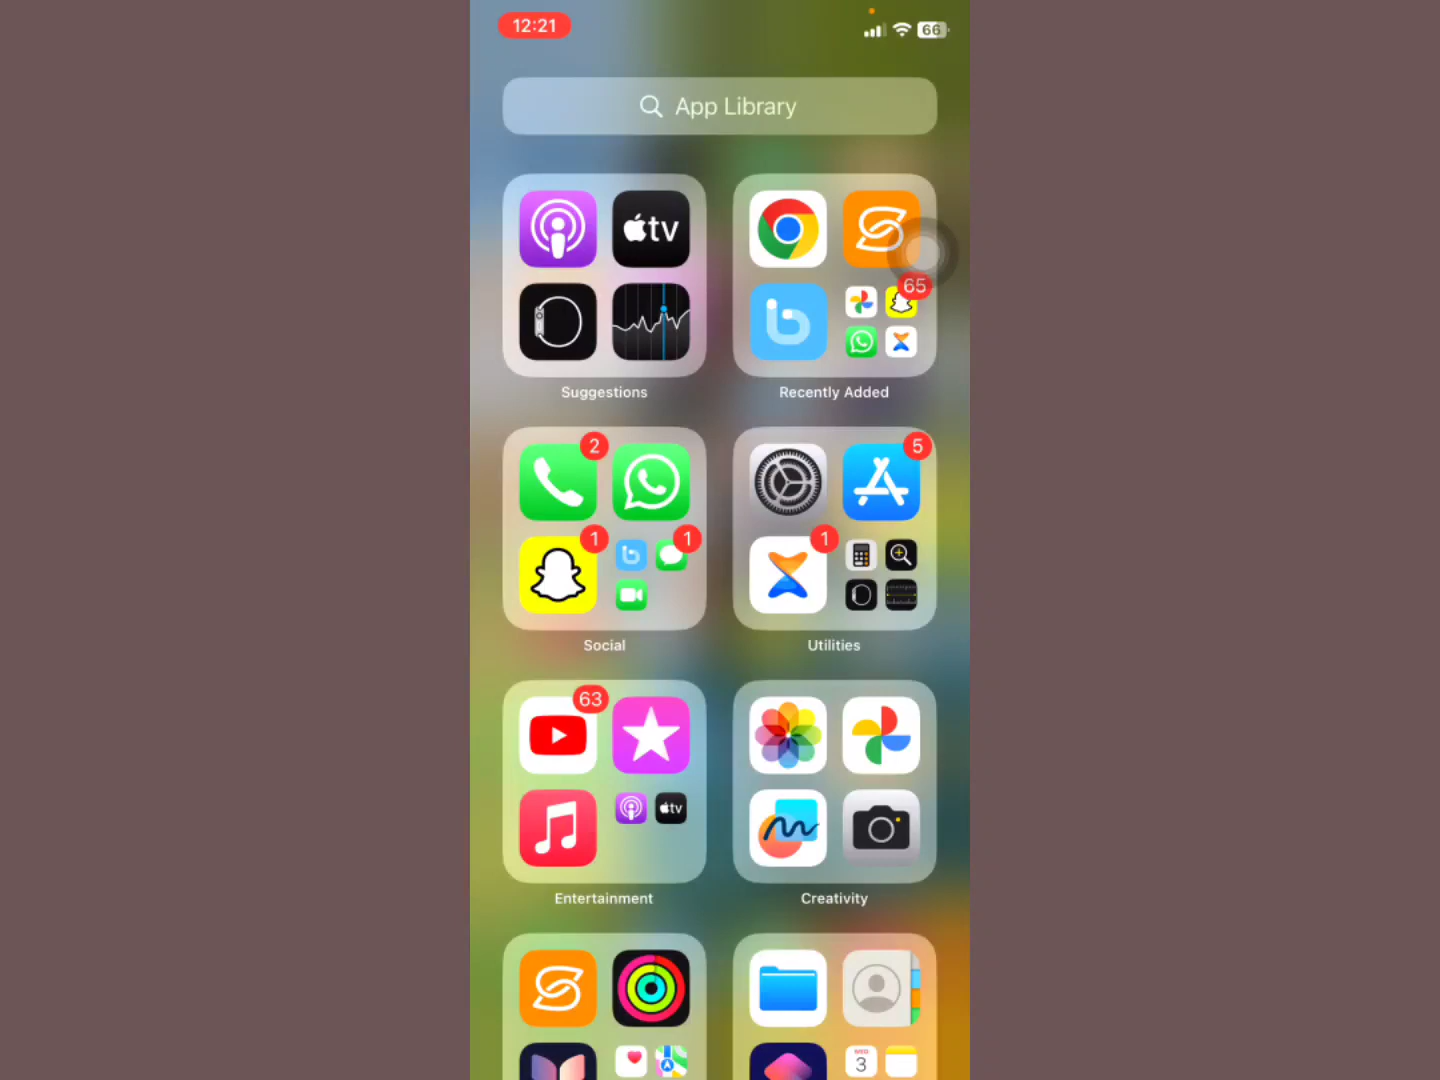 12:21
66
App Library
tv
65
Suggestions
Recently Added
2
5
1
1
1
Social
Utilities
63
tv
Entertainment
Creativity
WED
3